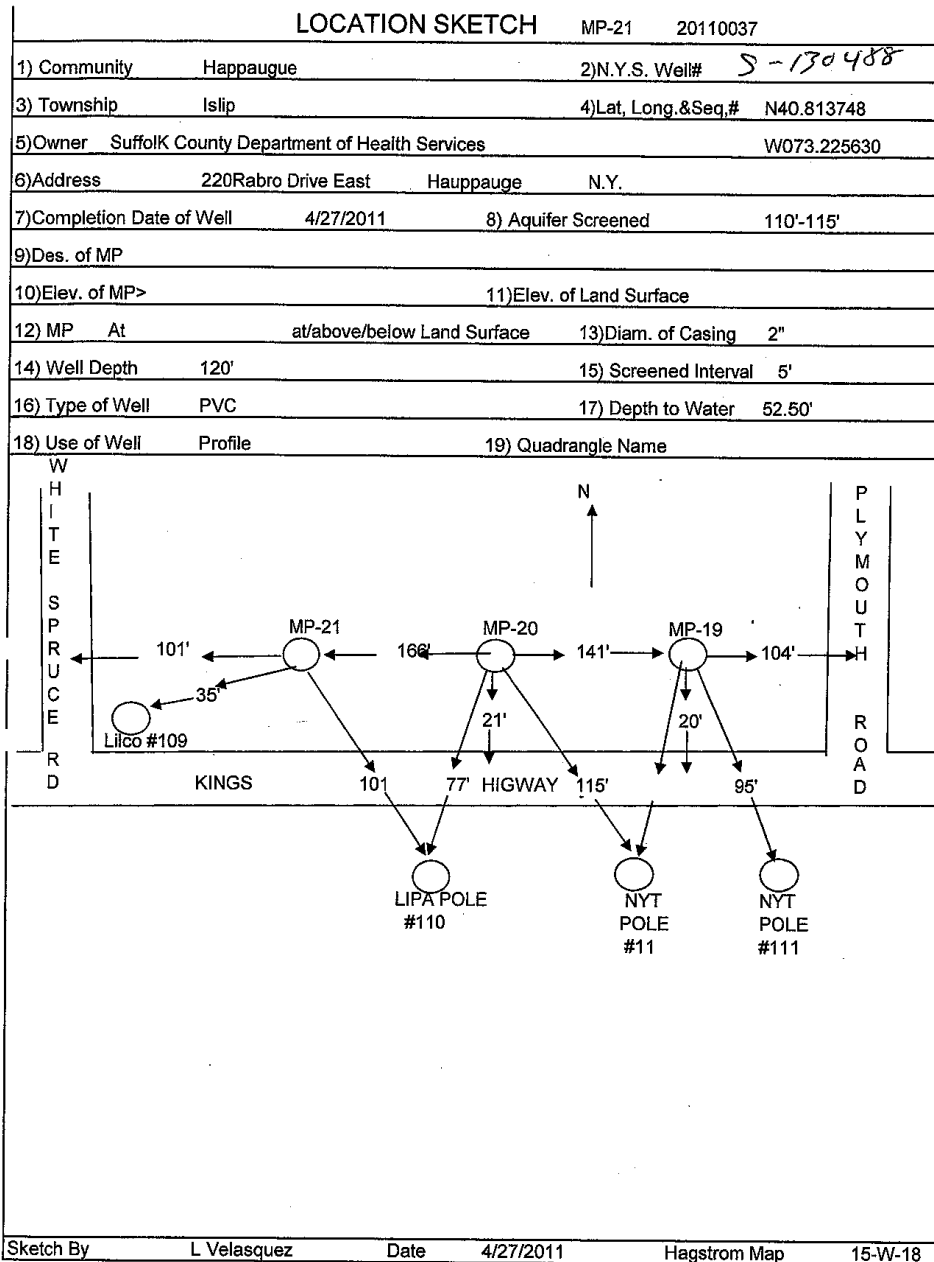 LOCATION SKETCH MP-21 20110037
1) Community Happaugue 2)N.Y.S. Well# S-130488
3) Township Islip 4)Lat, Long.&Seq,# N40.813748
5)Owner SuffolK County Department of Health Services W073.225630
6)Address 220Rabro Drive East Hauppauge N.Y.
7)Completion Date of Well 4/27/2011 8) Aquifer Screened 110'-115'
9)Des. of MP
10)Elev. of MP> 11)Elev. of Land Surface
12) MP At at/above/below Land Surface 13)Diam. of Casing 2"
14) Well Depth 120' 15) Screened Interval 5'
16) Type of Well PVC 17) Depth to Water 52.50'
18) Use of Well Profile 19) Quadrangle Name
WHITE SPRUCE RD
N
PLYMOUTH ROAD
MP-21 MP-20 MP-19
101' 166' 141' 104'
35' 21' 20'
Lilco #109
KINGS 101 77' HIGWAY 115' 95'
LIPA POLE
#110
NYT
POLE
#11
NYT
POLE
#111
Sketch By L Velasquez Date 4/27/2011 Hagstrom Map 15-W-18